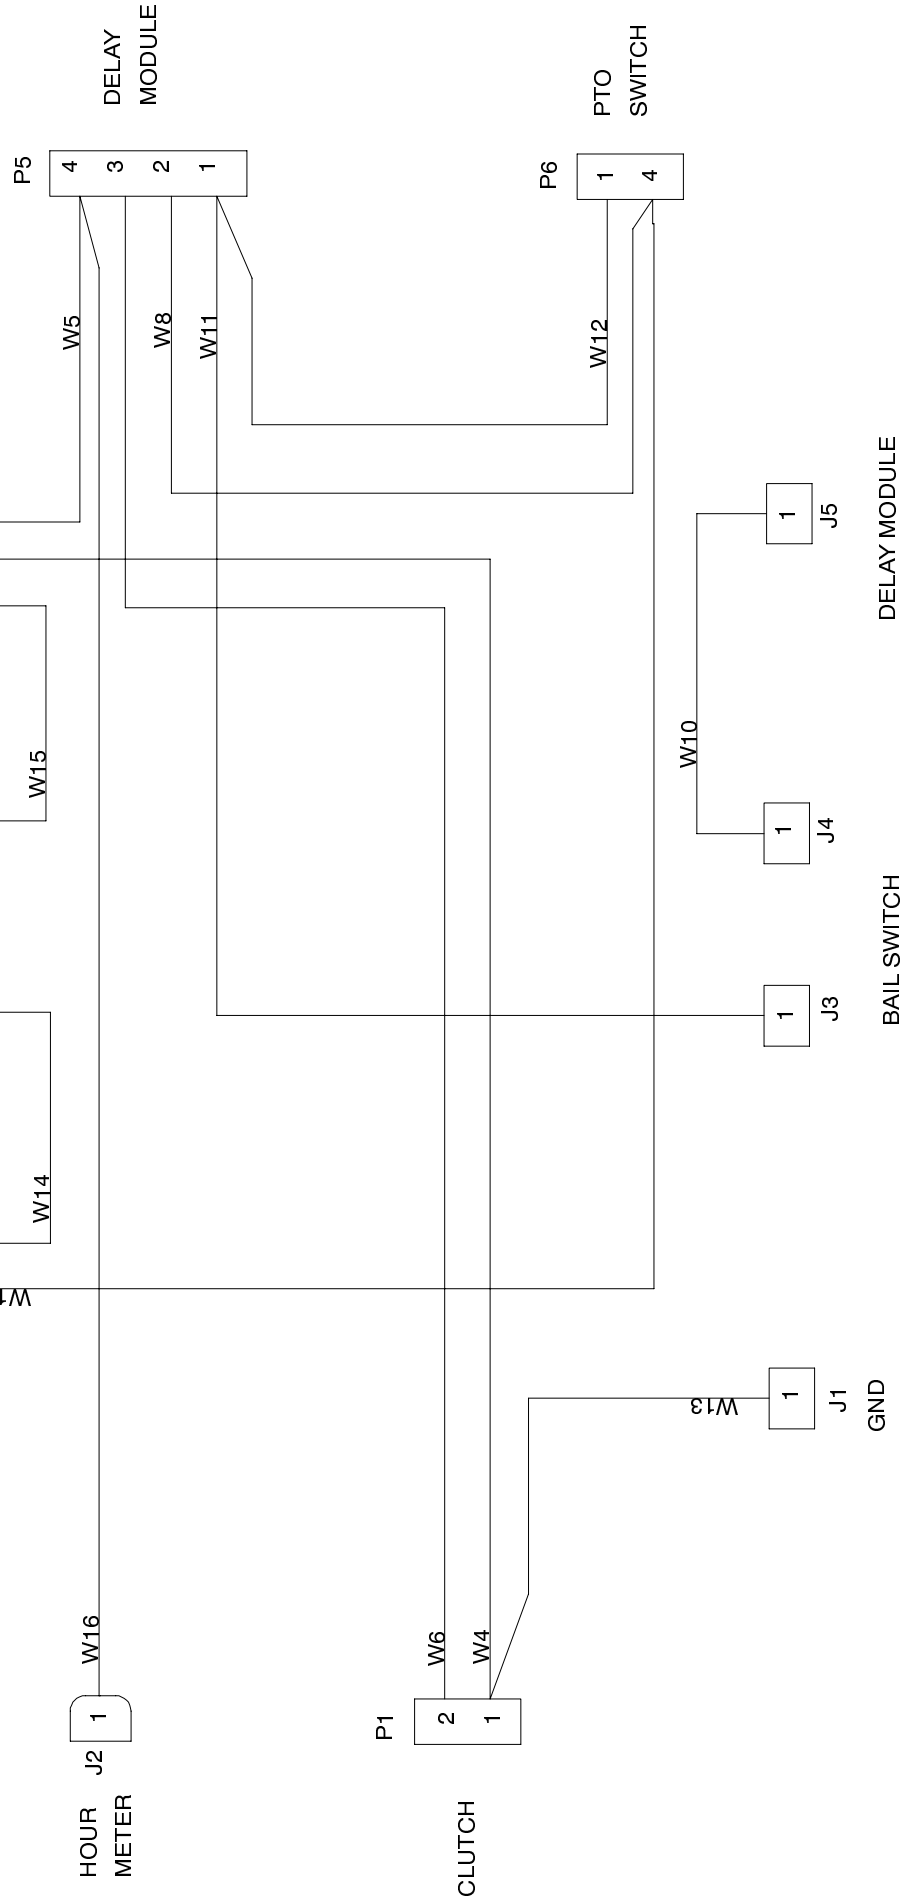 DELAY
MODULE
PTO
SWITCH
P5
4
3
2
1
P6
1
4
W5
W8
W11
W12
DELAY MODULE
1
J5
W15
W10
1
J4
BAIL SWITCH
1
J3
W14
1
J1
GND
W13
W16
W6
W4
1
J2
P1
2
1
HOUR
METER
CLUTCH